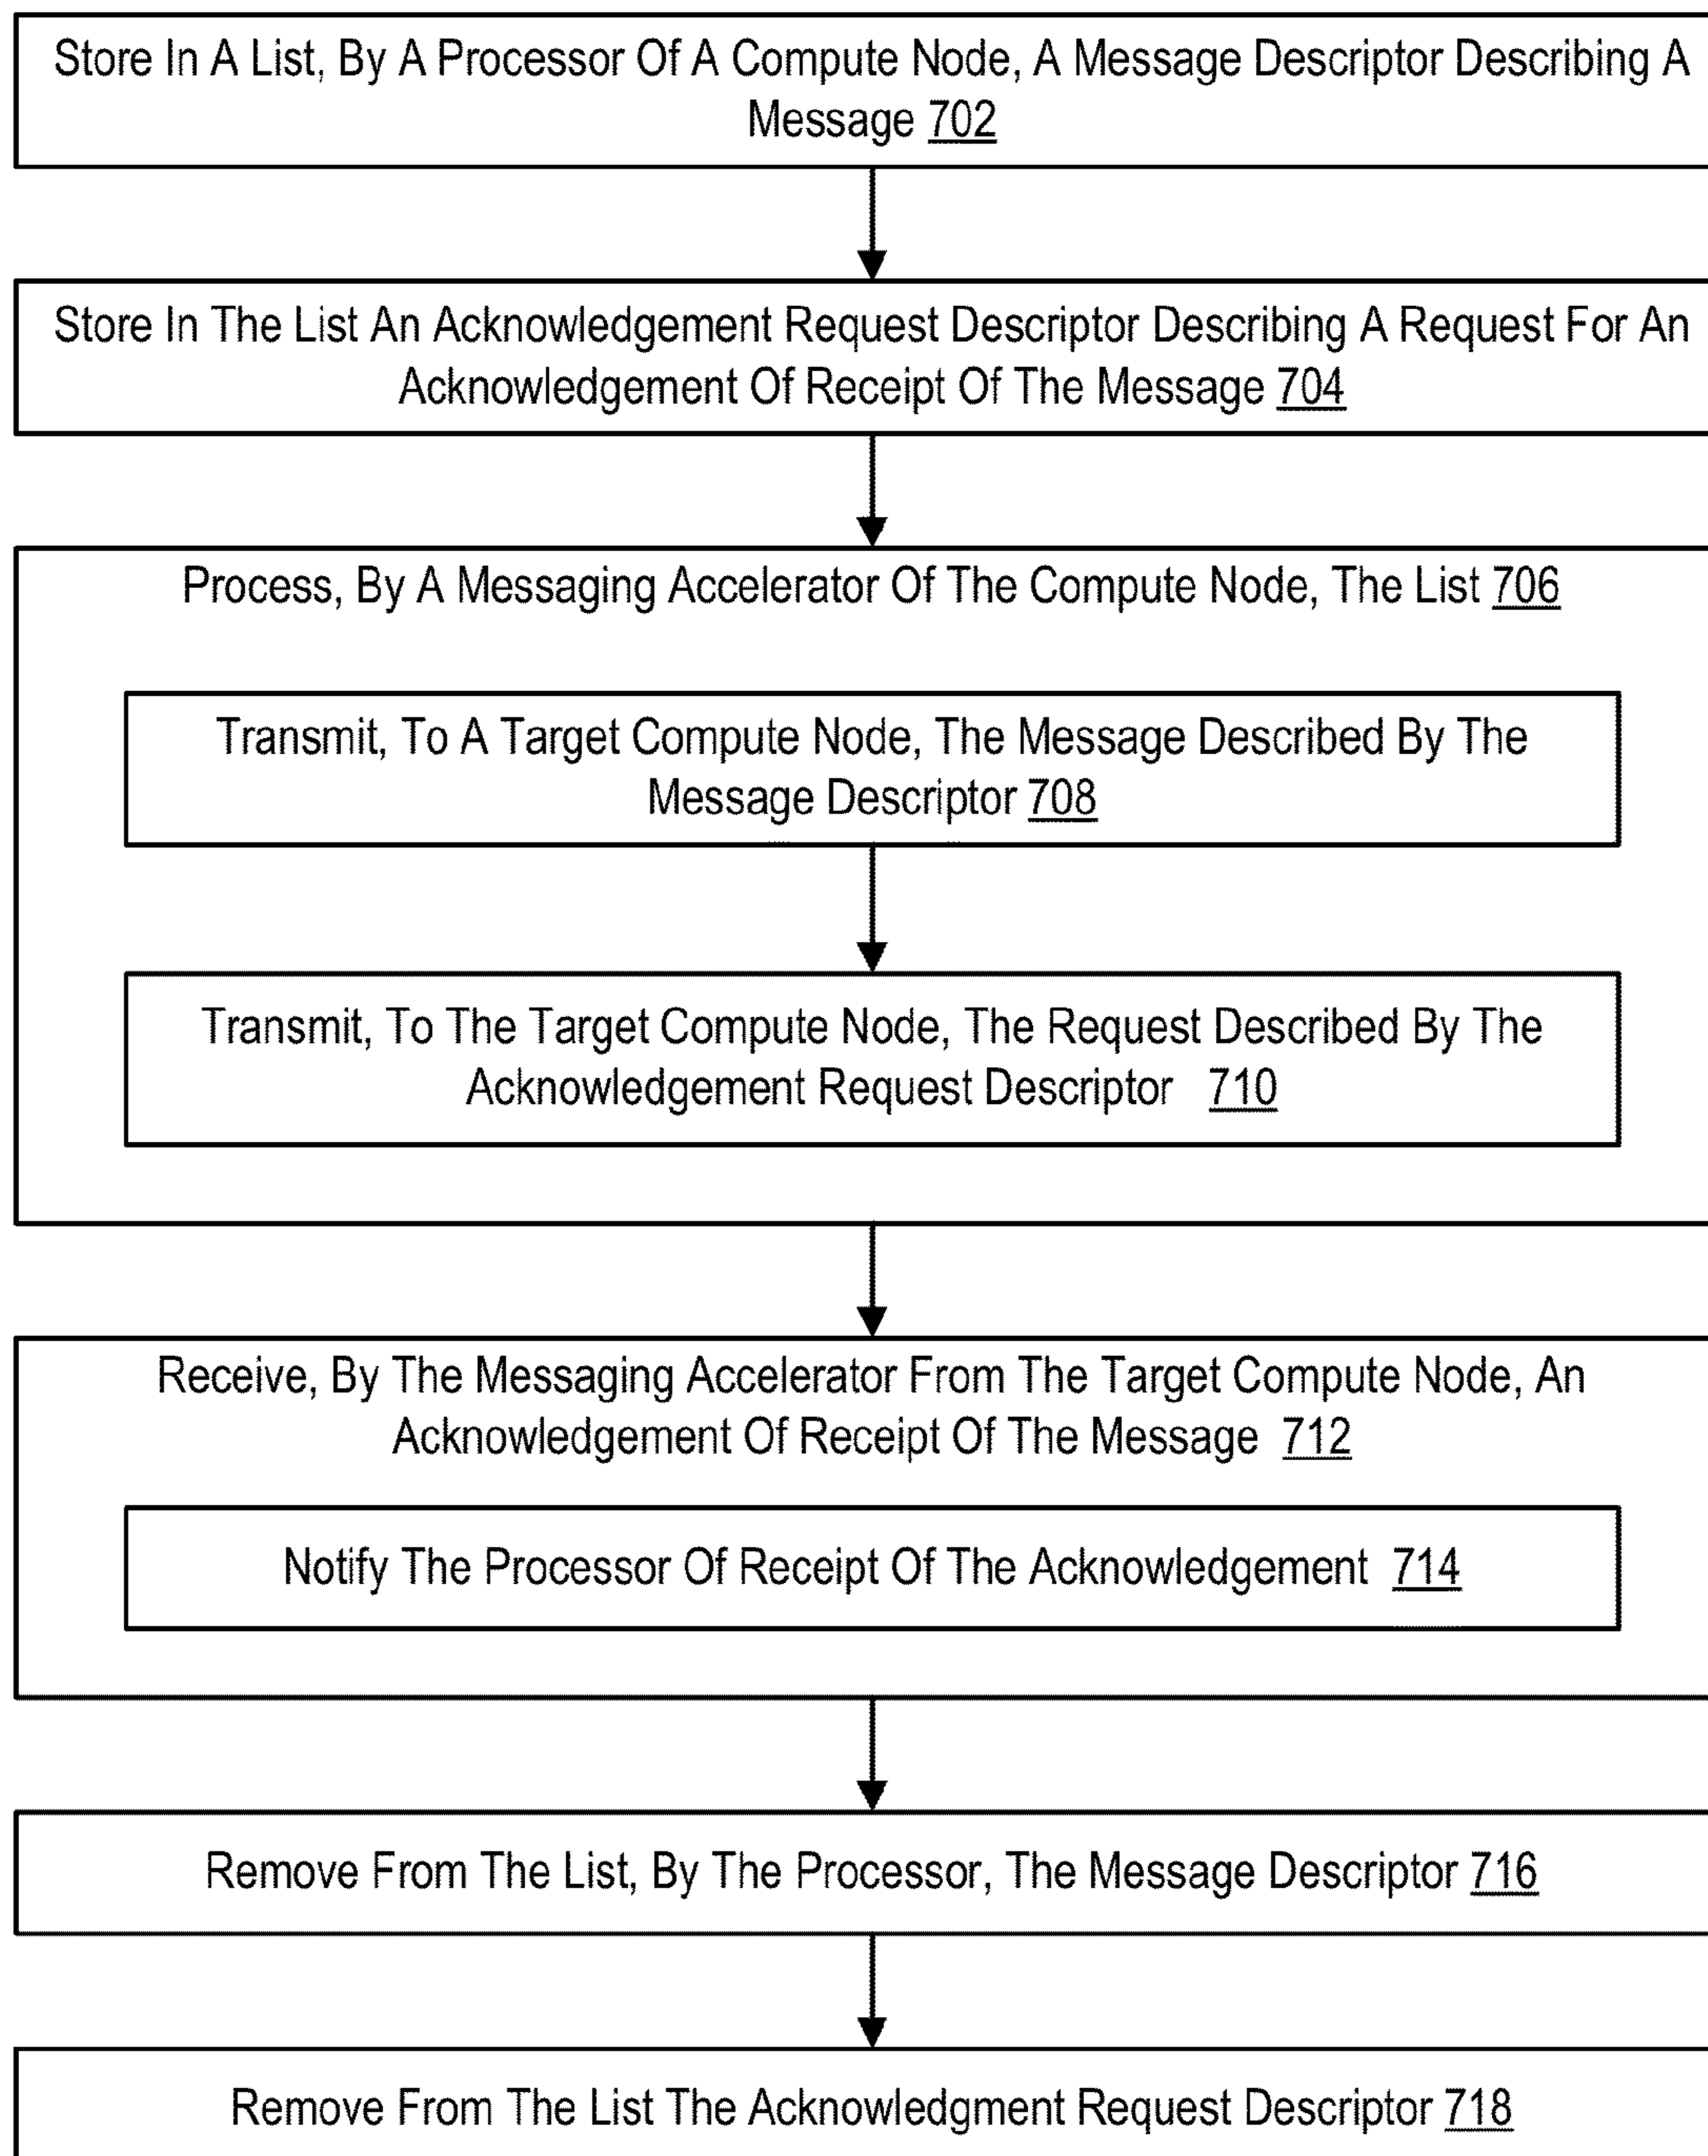 Store In A List, By A Processor Of A Compute Node, A Message Descriptor Describing A
Message 702
Store In The List An Acknowledgement Request Descriptor Describing A Request For An
Acknowledgement Of Receipt Of The Message 704
Process, By A Messaging Accelerator Of The Compute Node, The List 706
Transmit, To A Target Compute Node, The Message Described By The
Message Descriptor 708
Transmit, To The Target Compute Node, The Request Described By The
Acknowledgement Request Descriptor 710
Receive, By The Messaging Accelerator From The Target Compute Node, An
Acknowledgement Of Receipt Of The Message 712
Notify The Processor Of Receipt Of The Acknowledgement 714
Remove From The List, By The Processor, The Message Descriptor 716
Remove From The List The Acknowledgment Request Descriptor 718